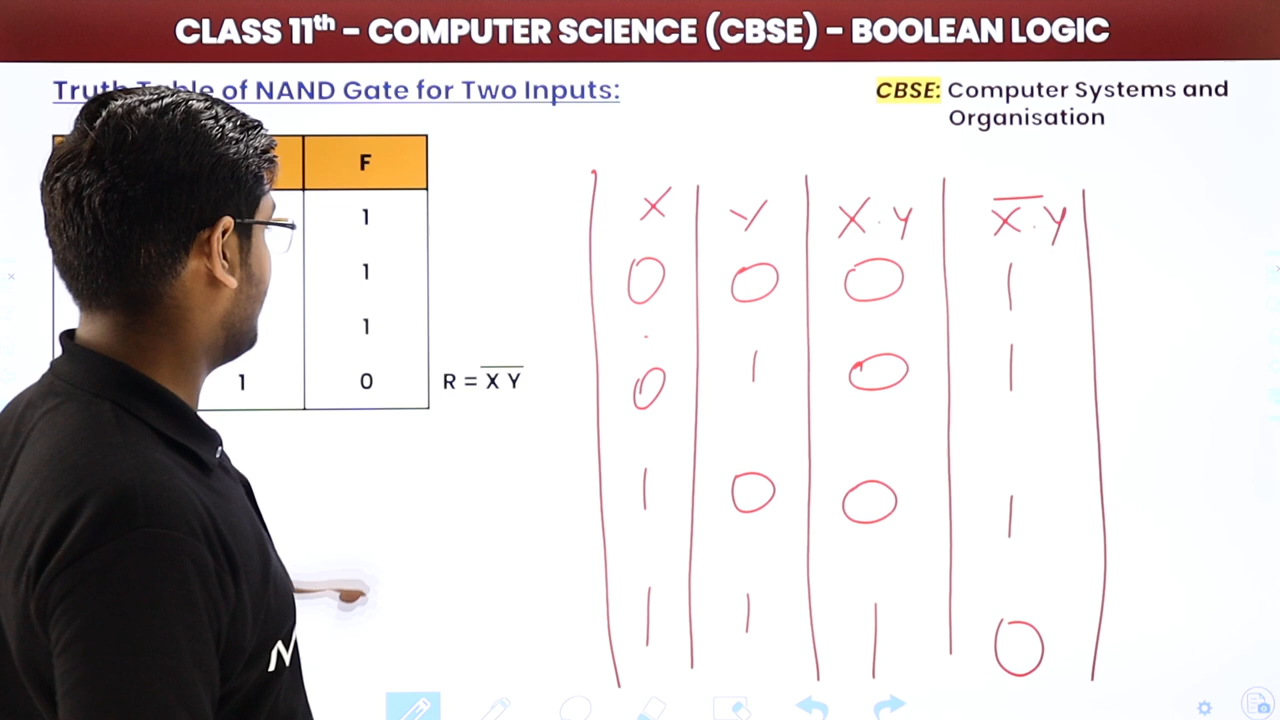 CLASS 11th - COMPUTER SCIENCE (CBSE) - BOOLEAN LOGIC
Truth Table of NAND Gate for Two Inputs:
CBSE: Computer Systems and
Organisation
F
1
1
1
1 0 R = X̅ ̅Y̅
X Y X.Y X̅.̅Y
0 0 0 1
0 1 0 1
1 0 0 1
1 1 1 0